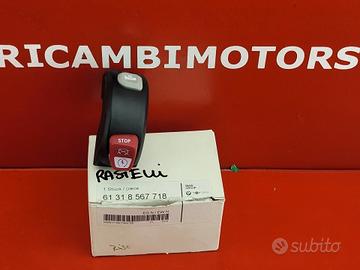 RICAMBIMOTORS
STOP
RASTELLI
1 Stück / piece
61 31 8 567 718
subito